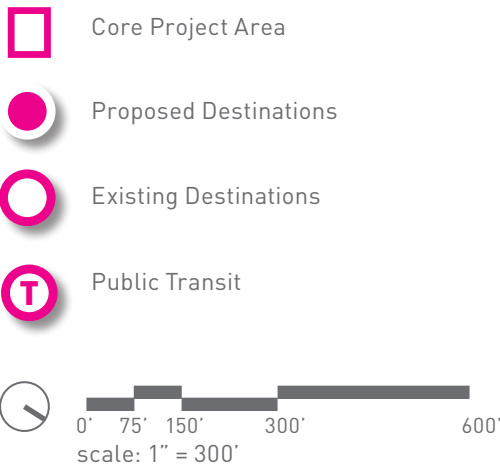 Core Project Area
Proposed Destinations
Existing Destinations
T
Public Transit
0′ 75′ 150′ 300′ 600′
scale: 1” = 300′